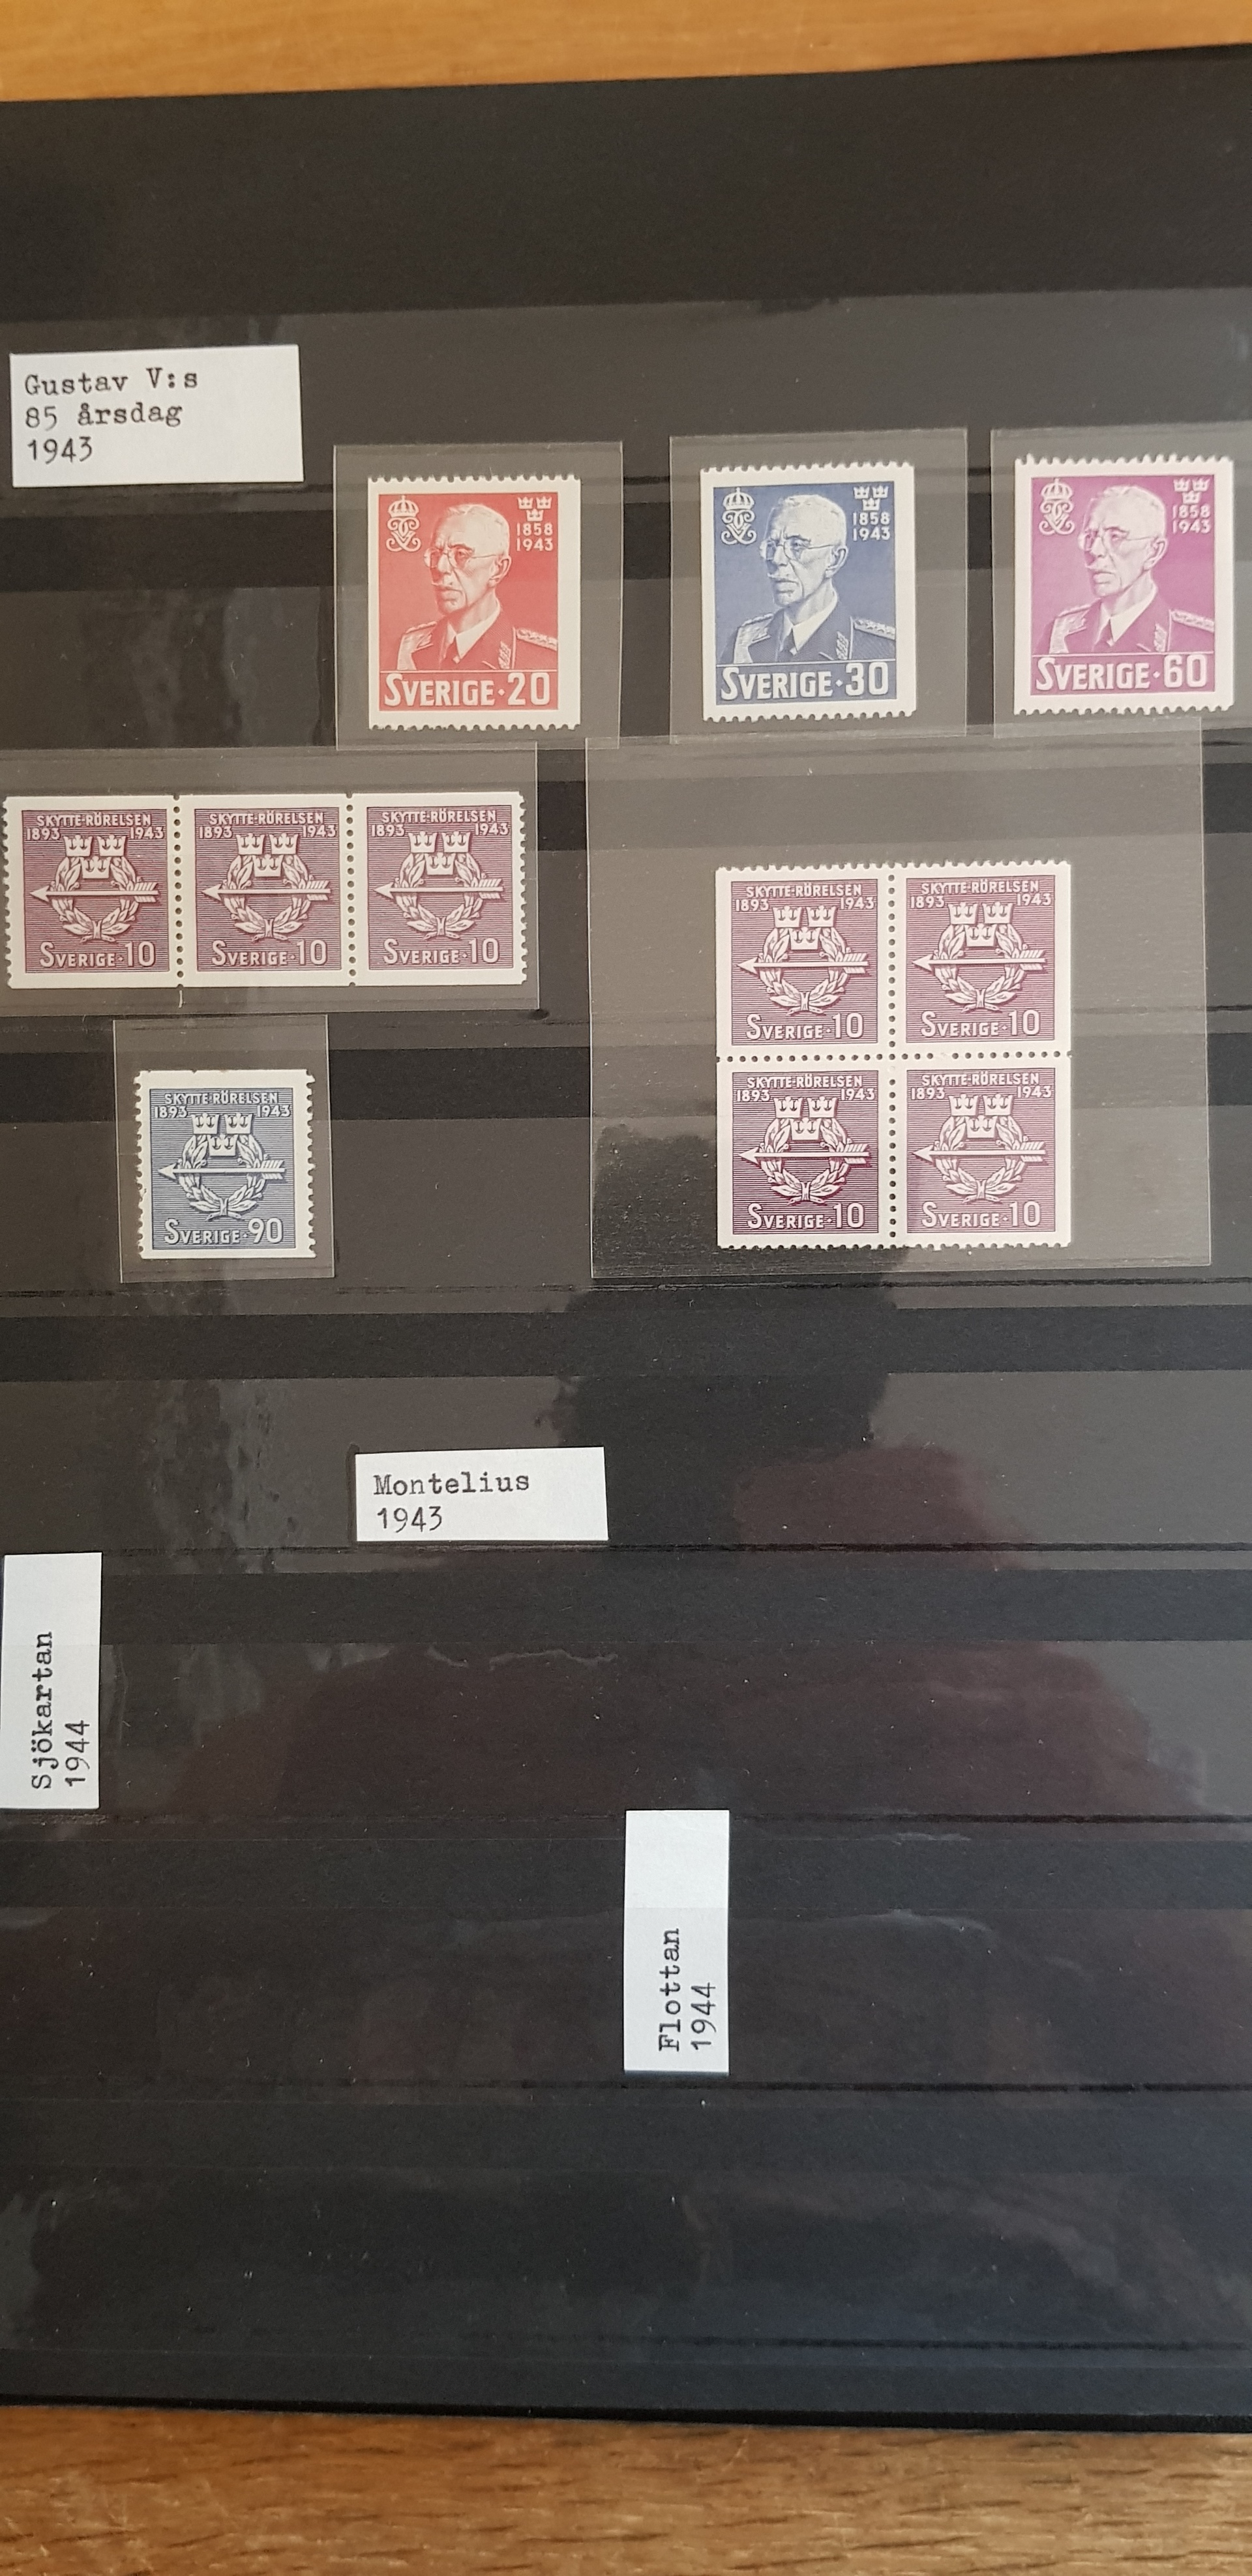 Gustav V:s
85 årsdag
1943
1858
1943
SVERIGE·20
1858
1943
SVERIGE·30
1858
1943
SVERIGE·60
SKYTTE-RÖRELSEN
1893 1943
SVERIGE·10
SKYTTE-RÖRELSEN
1893 1943
SVERIGE·10
SKYTTE-RÖRELSEN
1893 1943
SVERIGE·10
SKYTTE-RÖRELSEN
1893 1943
SVERIGE·10
SKYTTE-RÖRELSEN
1893 1943
SVERIGE·10
SKYTTE-RÖRELSEN
1893 1943
SVERIGE·10
SKYTTE-RÖRELSEN
1893 1943
SVERIGE·10
SKYTTE-RÖRELSEN
1893 1943
SVERIGE·90
Montelius
1943
Sjökartan
1944
Flottan
1944